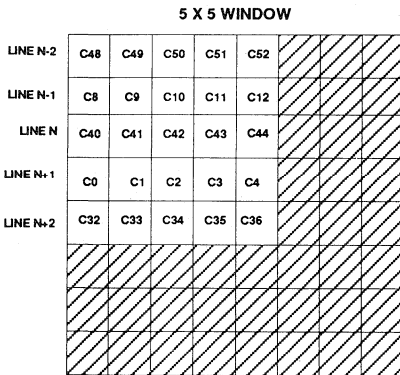 5 X 5 WINDOW
LINE N-2 C48 C49 C50 C51 C52
LINE N-1 C8 C9 C10 C11 C12
LINE N C40 C41 C42 C43 C44
LINE N+1 C0 C1 C2 C3 C4
LINE N+2 C32 C33 C34 C35 C36